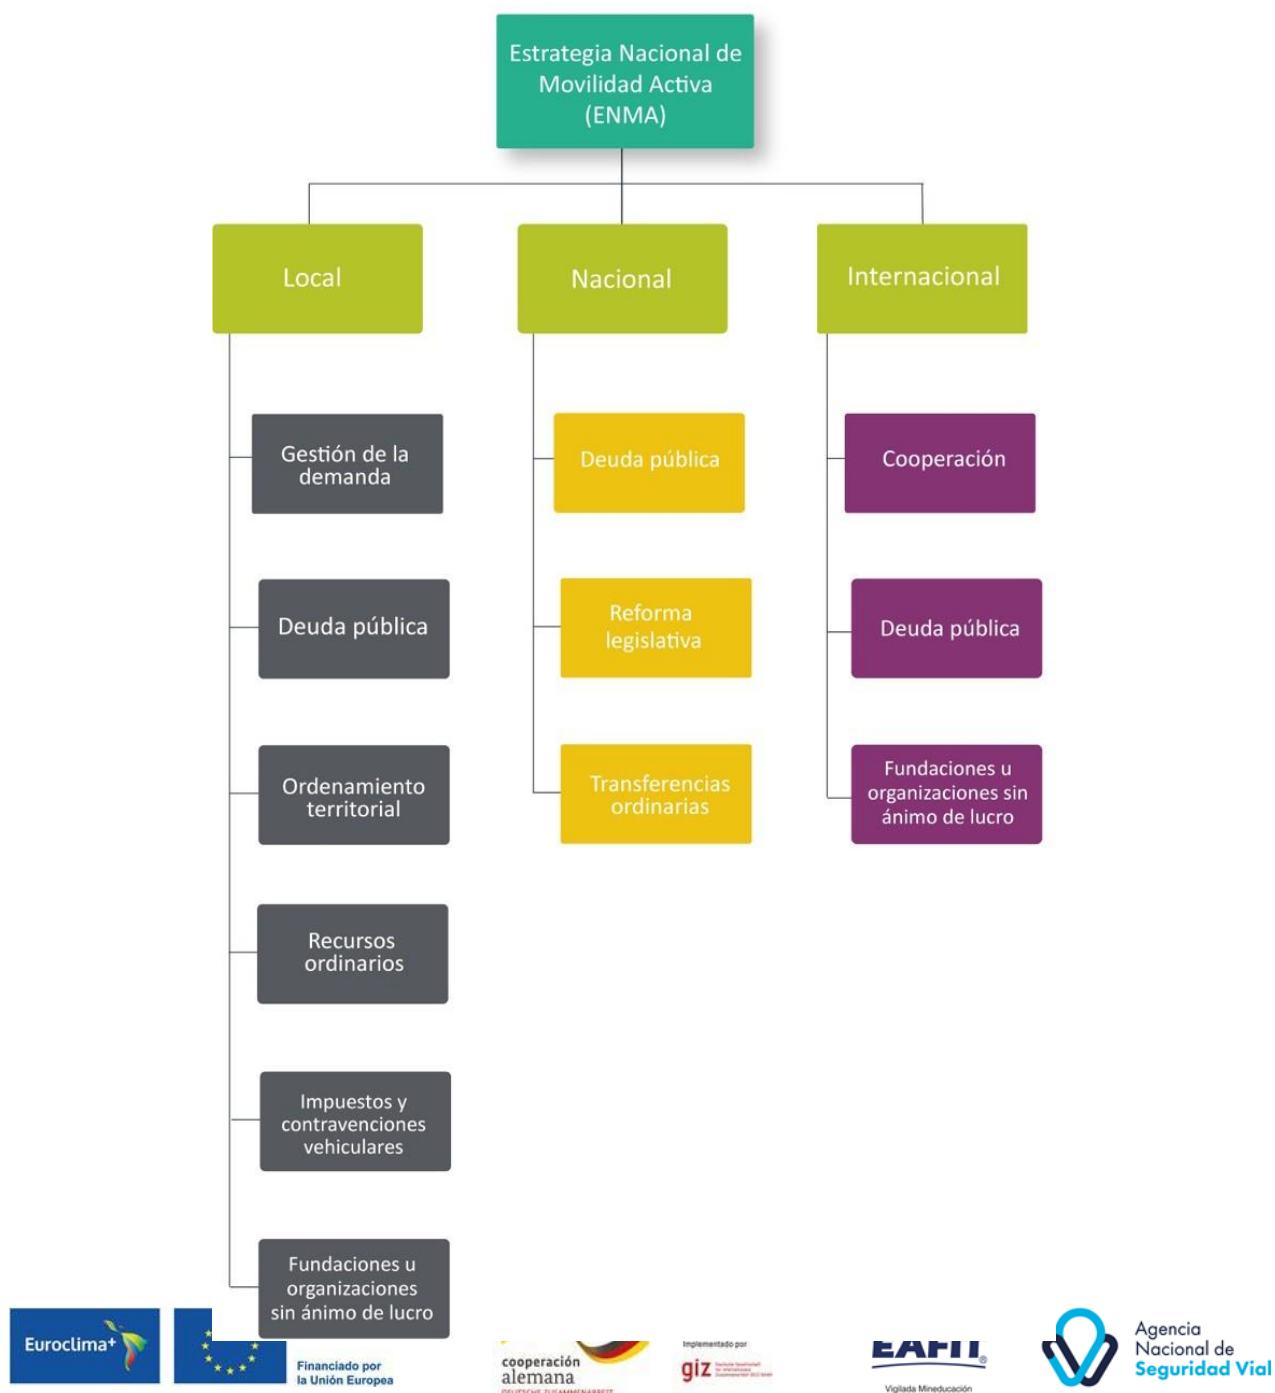 Estrategia Nacional de
Movilidad Activa
(ENMA)
Local
Nacional
Internacional
Gestión de la
demanda
Deuda pública
Ordenamiento
territorial
Recursos
ordinarios
Impuestos y
contravenciones
vehiculares
Fundaciones u
organizaciones
sin ánimo de lucro
Deuda pública
Reforma
legislativa
Transferencias
ordinarias
Cooperación
Deuda pública
Fundaciones u
organizaciones sin
ánimo de lucro
Euroclima+
Financiado por
la Unión Europea
cooperación
alemana
DEUTSCHE ZUSAMMENARBEIT
Implementado por
giz
EAFIT
Vigilada Mineducación
Agencia
Nacional de
Seguridad Vial